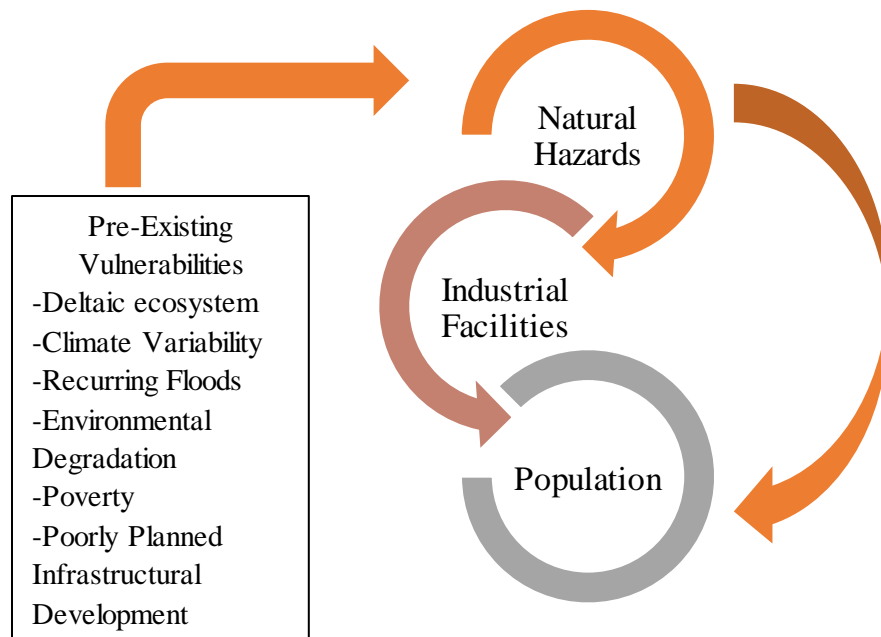 Natural
Hazards
Pre-Existing
Vulnerabilities
-Deltaic ecosystem
-Climate Variability
-Recurring Floods
-Environmental
Degradation
-Poverty
-Poorly Planned
Infrastructural
Development
Industrial
Facilities
Population